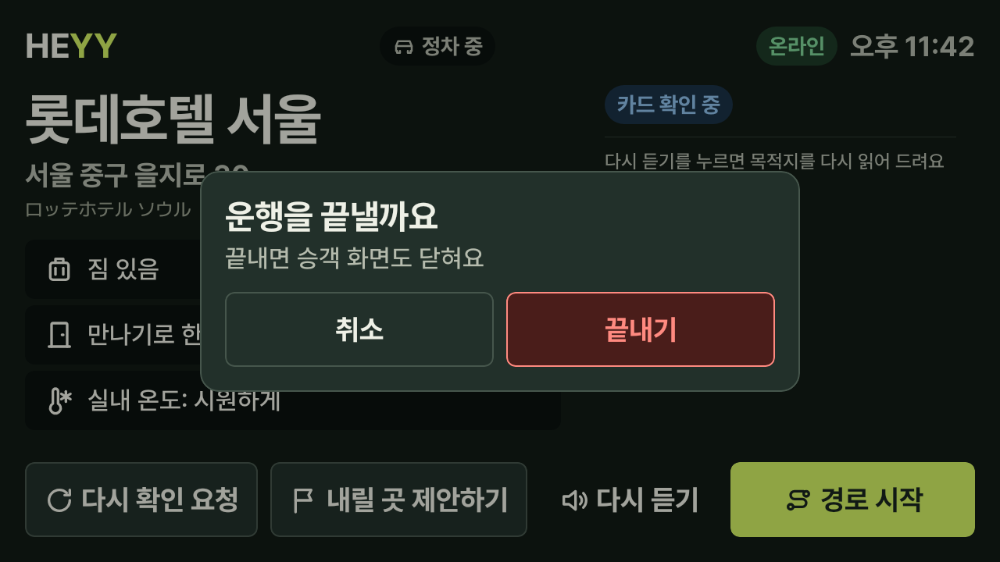 HEYY
정차 중
온라인
오후 11:42
롯데호텔 서울
카드 확인 중
서울 중구 을지로
다시 듣기를 누르면 목적지를 다시 읽어 드려요
ロッテホテル ソウル
운행을 끝낼까요
끝내면 승객 화면도 닫혀요
취소
끝내기
짐 있음
만나기로 한
실내 온도: 시원하게
다시 확인 요청
내릴 곳 제안하기
다시 듣기
경로 시작